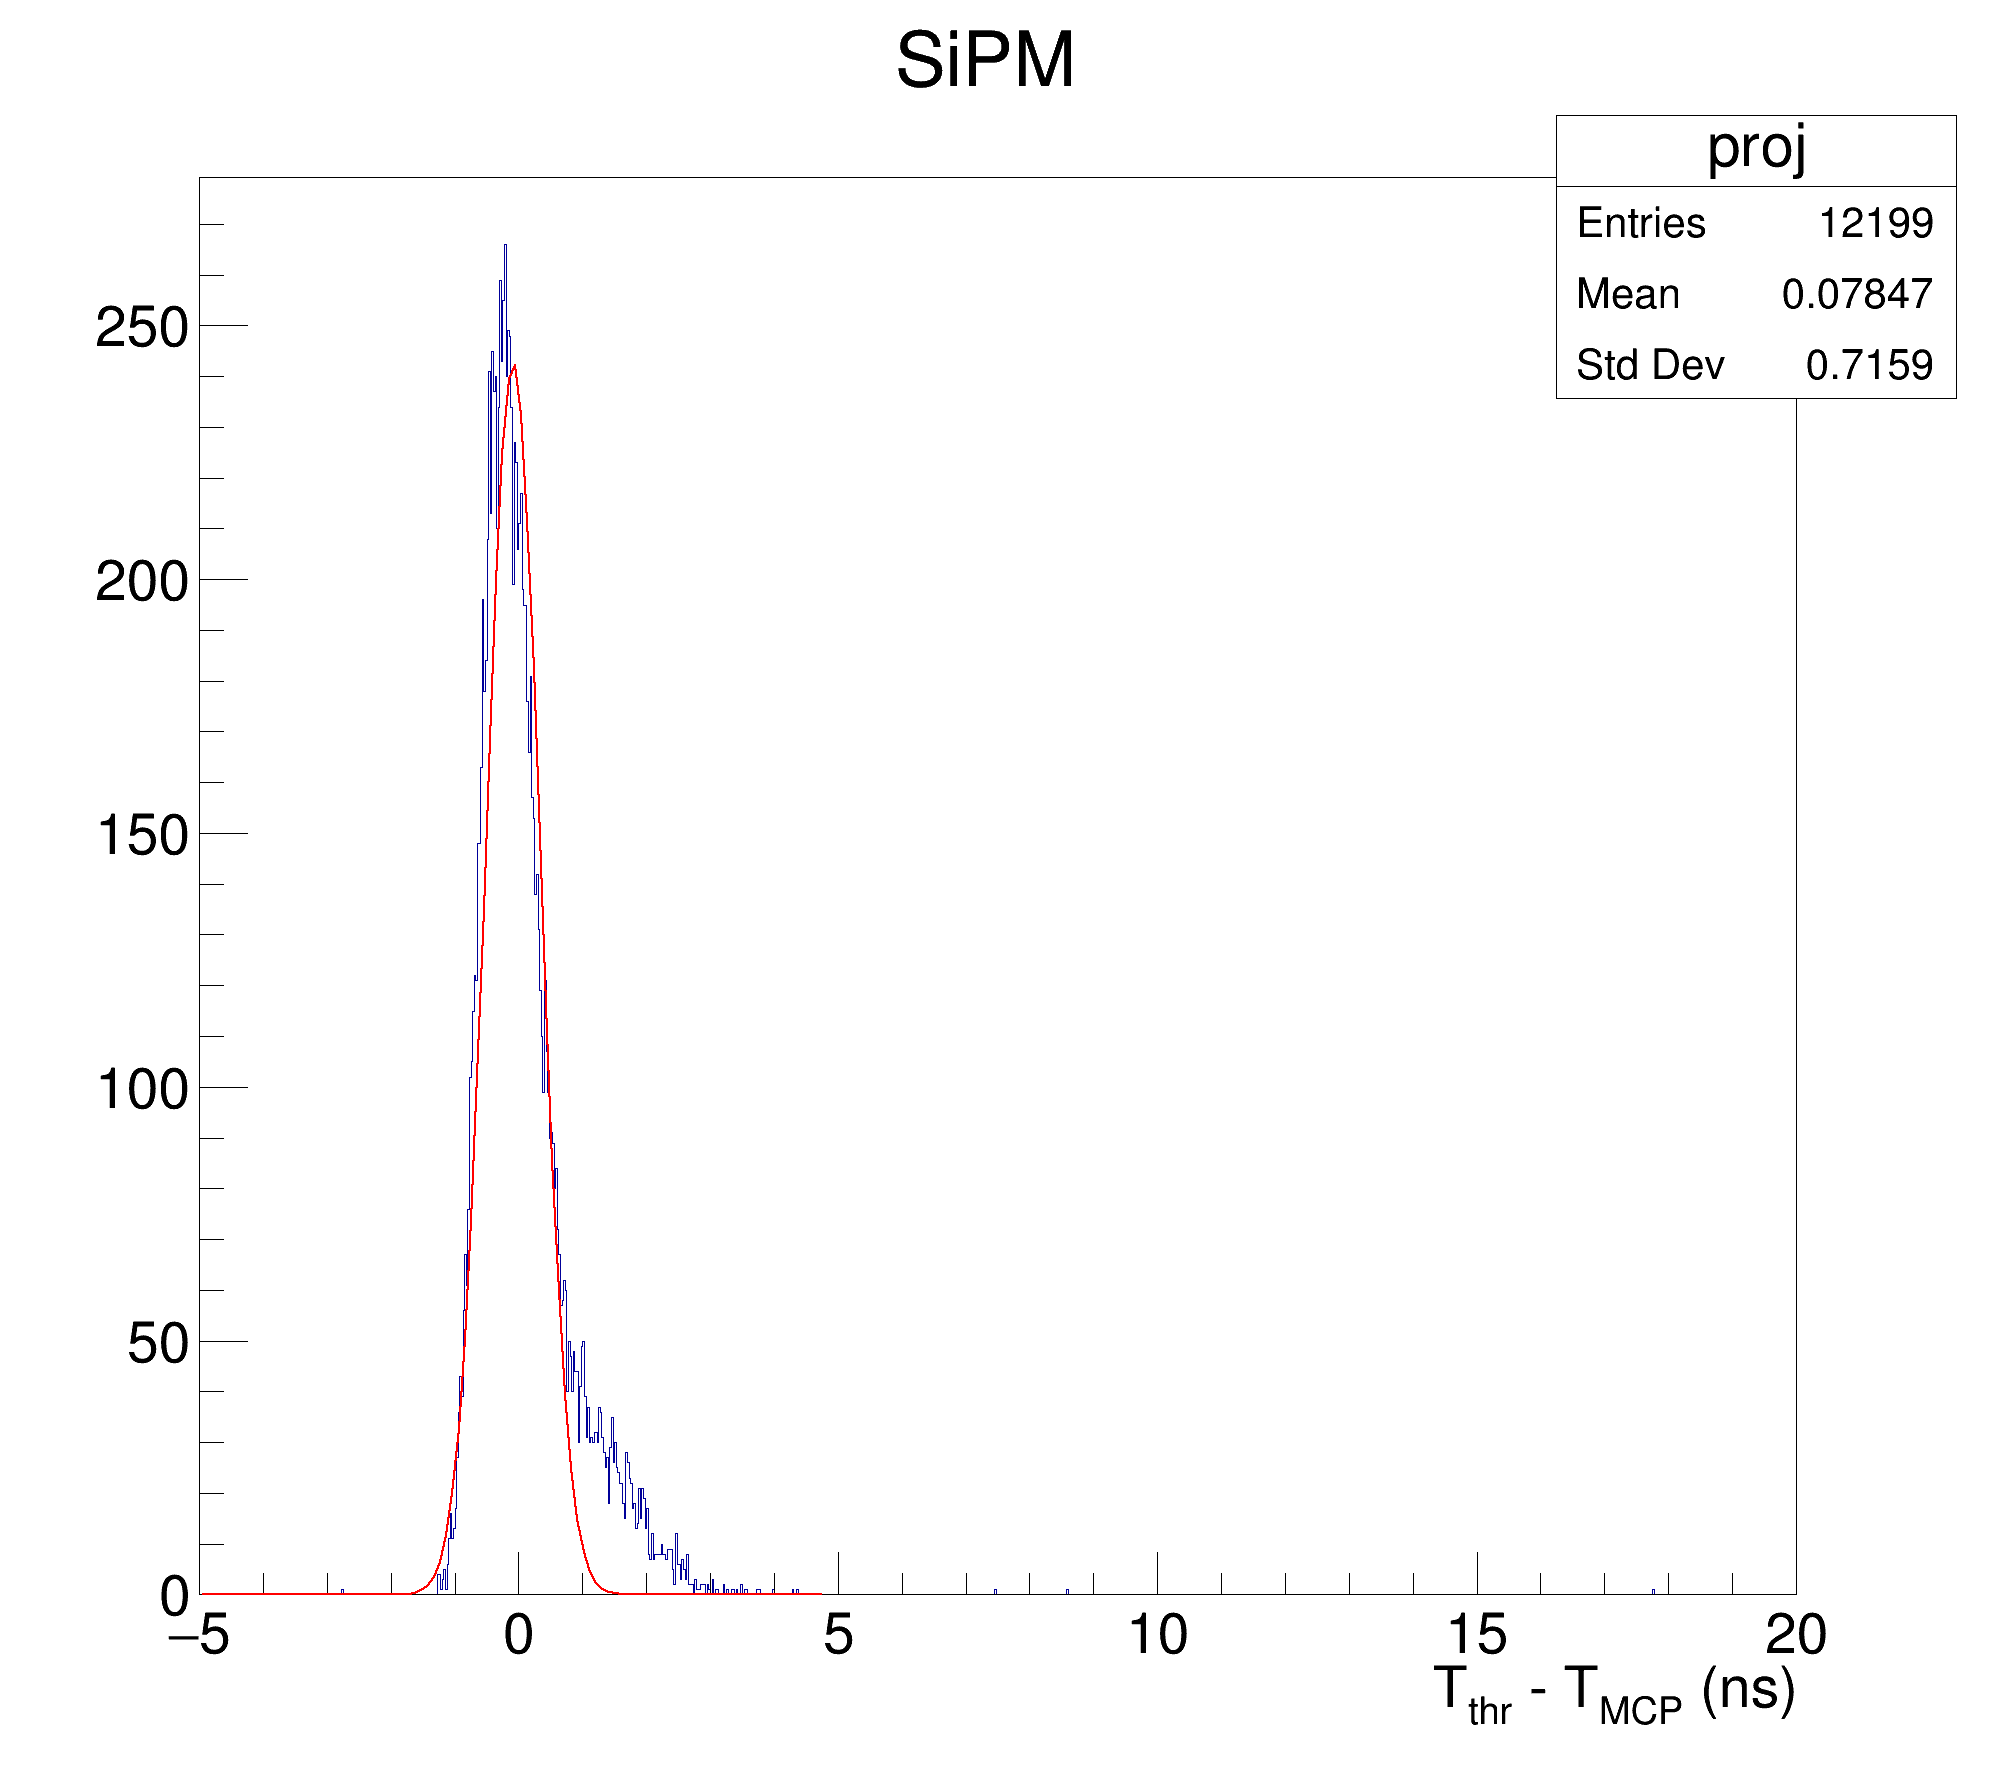 SiPM
proj
Entries 12199
Mean 0.07847
Std Dev 0.7159
250
200
150
100
50
0
−5 0 5 10 15 20
T_thr - T_MCP (ns)